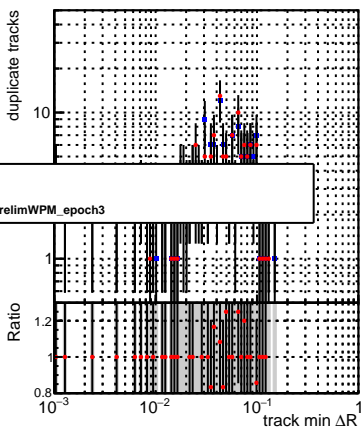 duplicate tracks
10
relimWPM_epoch3
1
Ratio
1.2
1
0.8
10⁻³ 10⁻² 10⁻¹ 1
track min ΔR